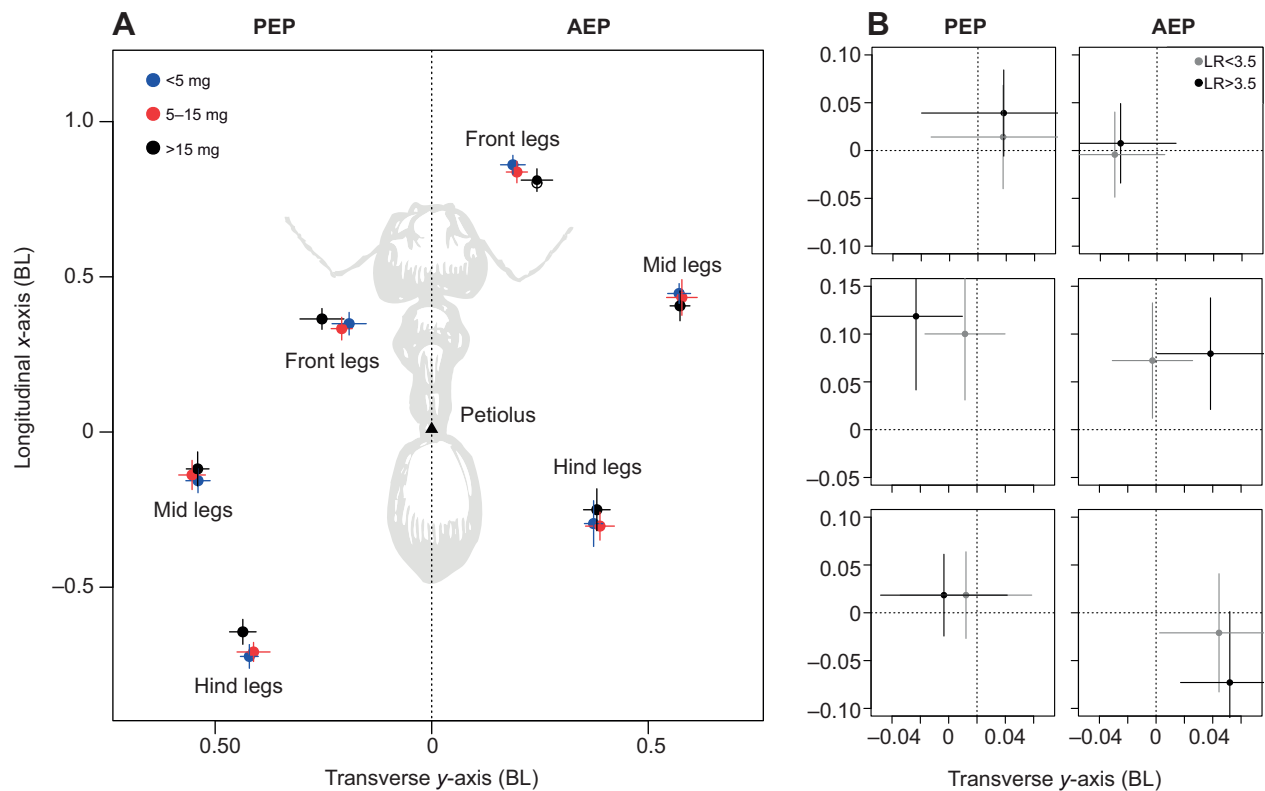 A
PEP
AEP
<5 mg
5–15 mg
>15 mg
1.0
0.5
0
–0.5
Longitudinal x-axis (BL)
Front legs
Mid legs
Front legs
Petiolus
Hind legs
Mid legs
Hind legs
0.50
0
0.5
Transverse y-axis (BL)
B
PEP
AEP
LR<3.5
LR>3.5
0.10
0.05
0
–0.05
–0.10
0.15
0.10
0.05
0
–0.05
0.10
0.05
0
–0.05
–0.10
–0.04
0
0.04
–0.04
0
0.04
Transverse y-axis (BL)